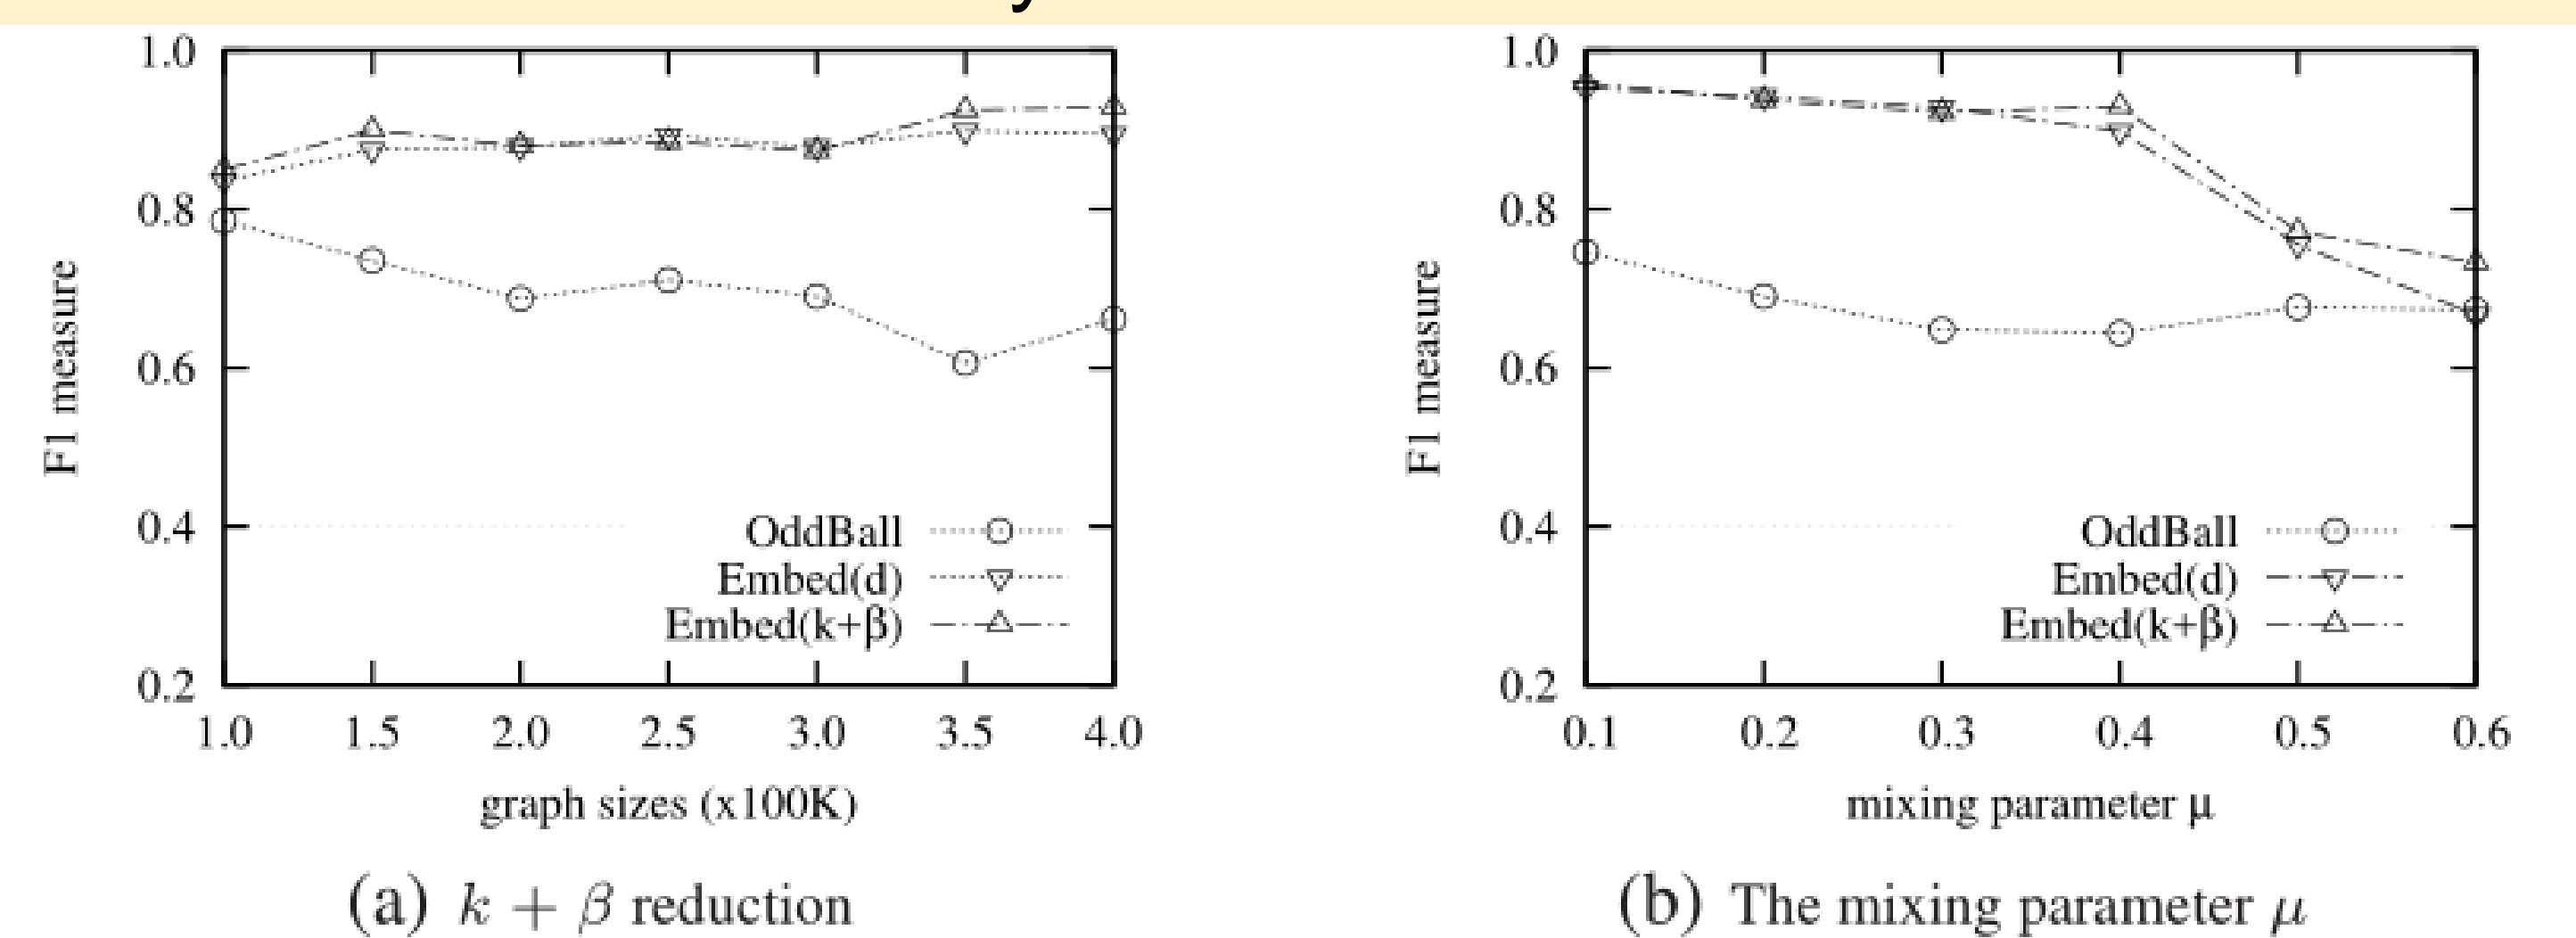 1.0
0.8
0.6
0.4
0.2
F1 measure
OddBall
Embed(d)
Embed(k+β)
1.0 1.5 2.0 2.5 3.0 3.5 4.0
graph sizes (x100K)
(a) k + β reduction
1.0
0.8
0.6
0.4
0.2
F1 measure
OddBall
Embed(d)
Embed(k+β)
0.1 0.2 0.3 0.4 0.5 0.6
mixing parameter μ
(b) The mixing parameter μ